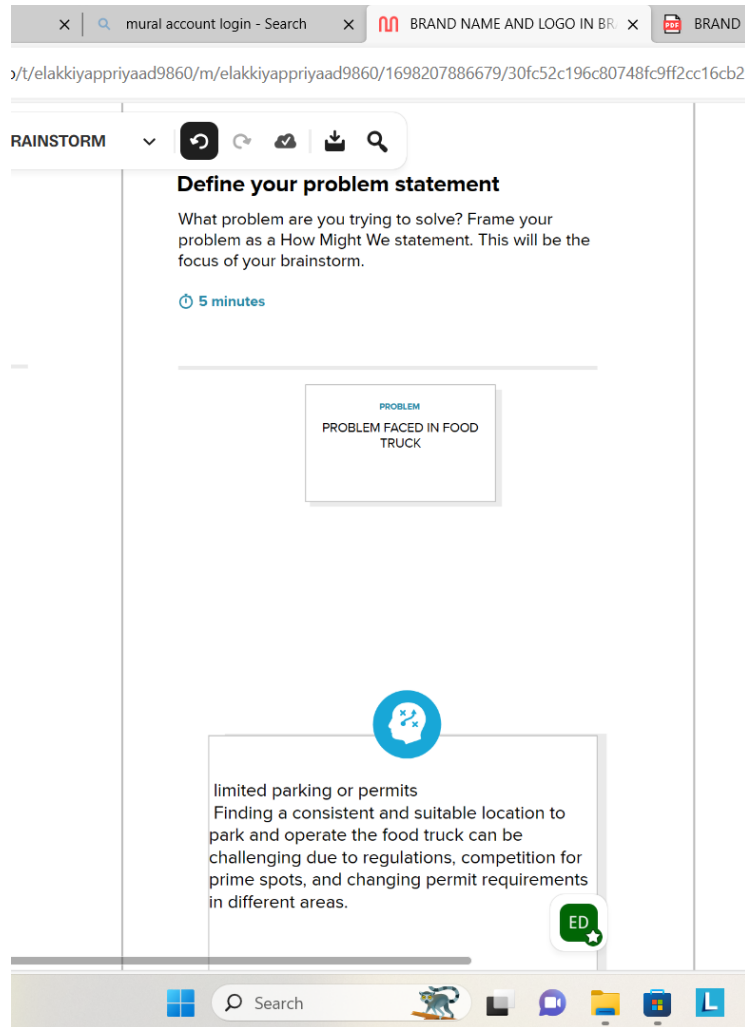 mural account login - Search
BRAND NAME AND LOGO IN BR
PDF
BRAND
/t/elakkiyappriyaad9860/m/elakkiyappriyaad9860/1698207886679/30fc52c196c80748fc9ff2cc16cb2
RAINSTORM
Define your problem statement
What problem are you trying to solve? Frame your
problem as a How Might We statement. This will be the
focus of your brainstorm.
5 minutes
PROBLEM
PROBLEM FACED IN FOOD
TRUCK
limited parking or permits
Finding a consistent and suitable location to
park and operate the food truck can be
challenging due to regulations, competition for
prime spots, and changing permit requirements
in different areas.
ED
Search
L